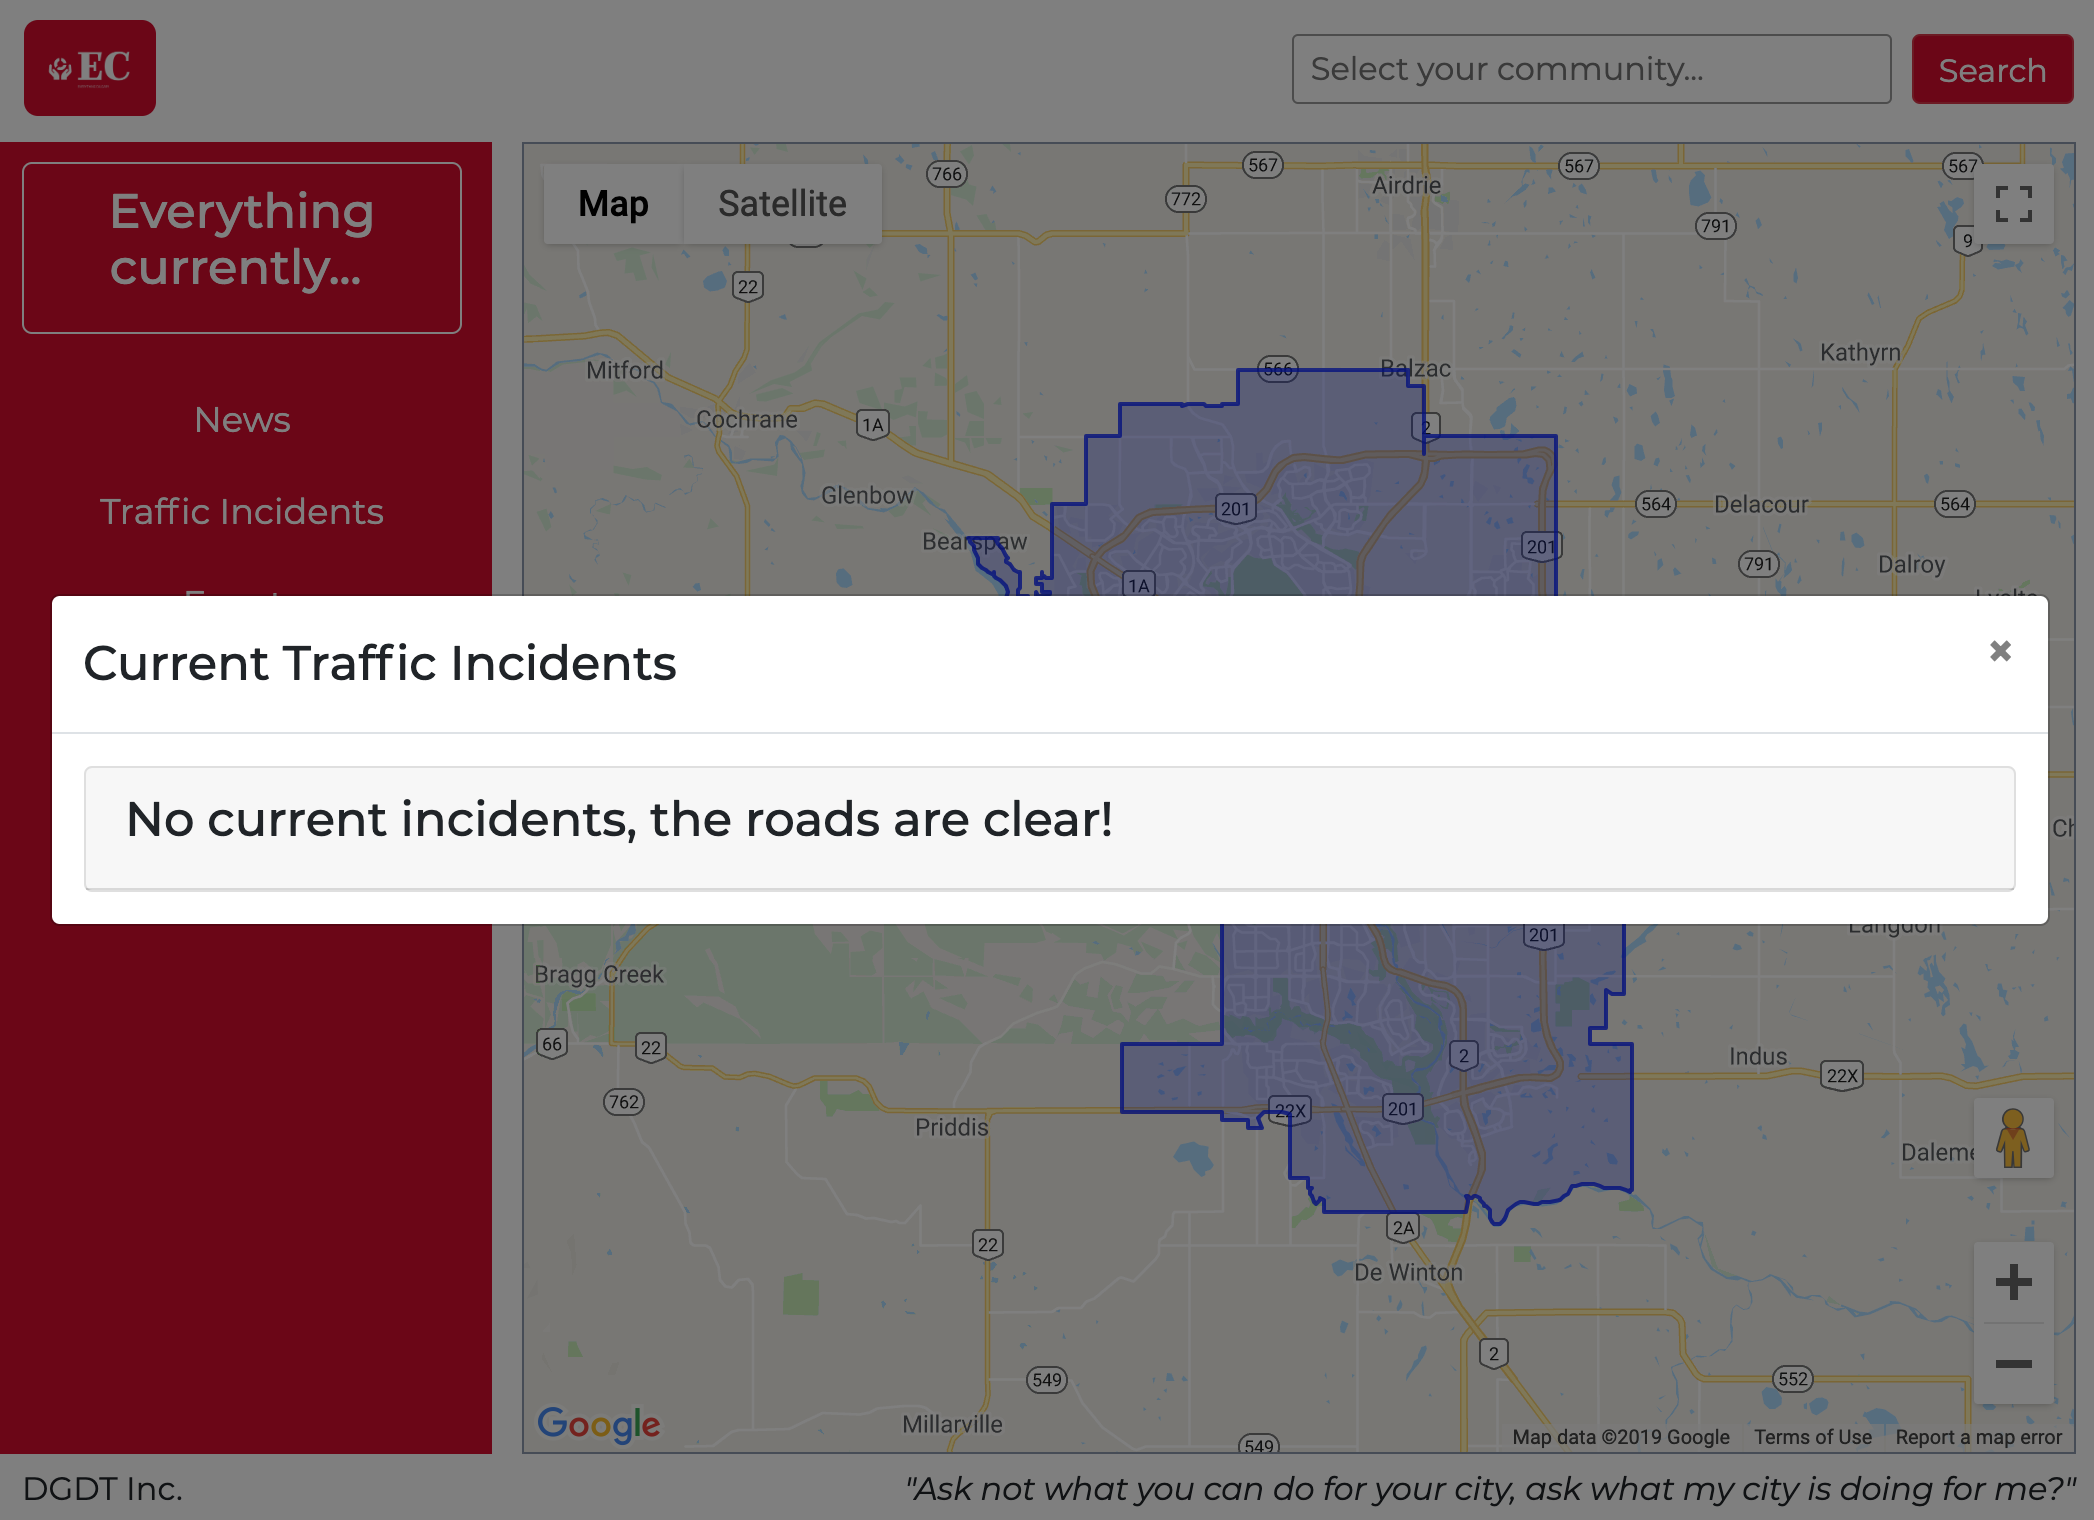 EC
Select your community...
Search
Everything
currently...
News
Traffic Incidents
Current Traffic Incidents
✖
No current incidents, the roads are clear!
Map
Satellite
766
772
567
Airdrie
567
567
791
9
22
Mitford
Cochrane
1A
566
Balzac
2
Kathyrn
Glenbow
201
564
Delacour
564
Bearspaw
201
1A
791
Dalroy
201
Langdon
Bragg Creek
66
22
2
Indus
22X
762
Priddis
22X
201
22
2A
De Winton
2
549
552
Millarville
549
Google
Map data ©2019 Google
Terms of Use
Report a map error
DGDT Inc.
"Ask not what you can do for your city, ask what my city is doing for me?"